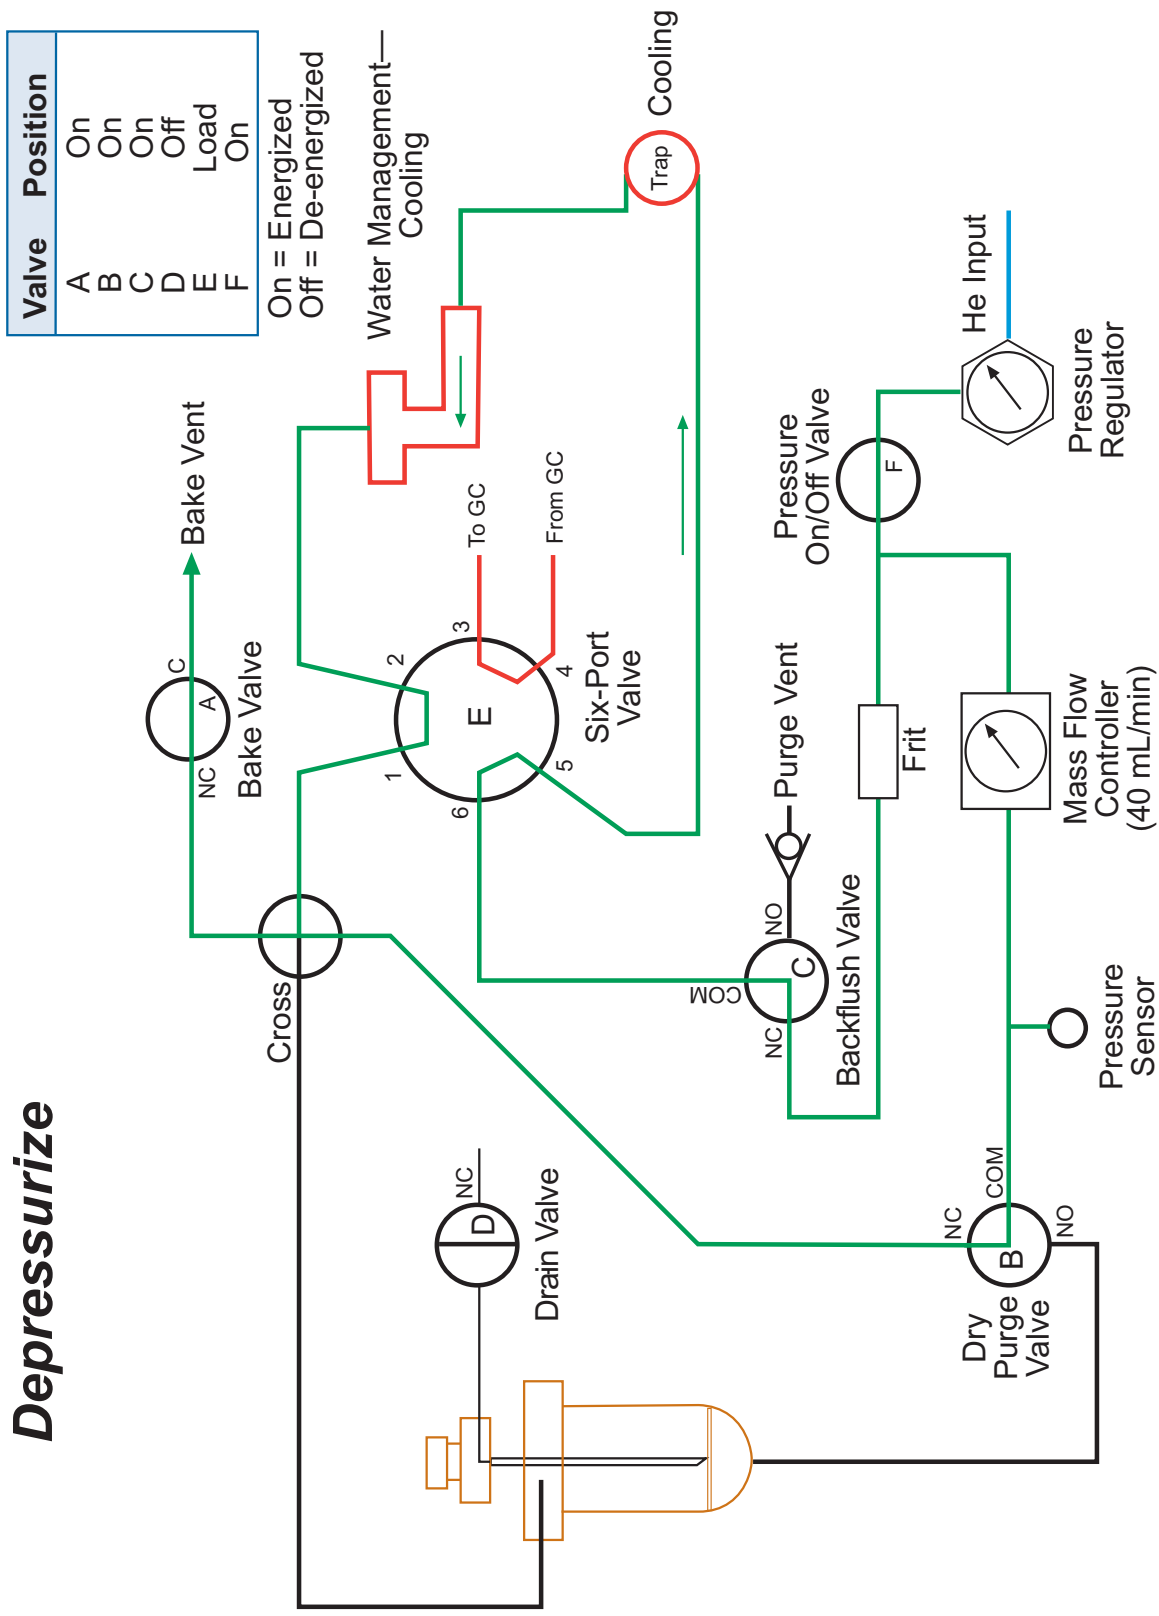 Depressurize
Valve Position
A On
B On
C On
D Off
E Load
F On
On = Energized
Off = De-energized
Water Management—
Cooling
Bake Vent
C
A
NC
Bake Valve
Cross
To GC
From GC
1
2
3
4
5
6
E
Six-Port
Valve
Trap
Cooling
NC
D
Drain Valve
COM
NO
C
NC
Backflush Valve
Purge Vent
Pressure
On/Off Valve
F
Frit
He Input
Pressure
Regulator
Mass Flow
Controller
(40 mL/min)
Pressure
Sensor
NC
COM
NO
B
Dry
Purge
Valve